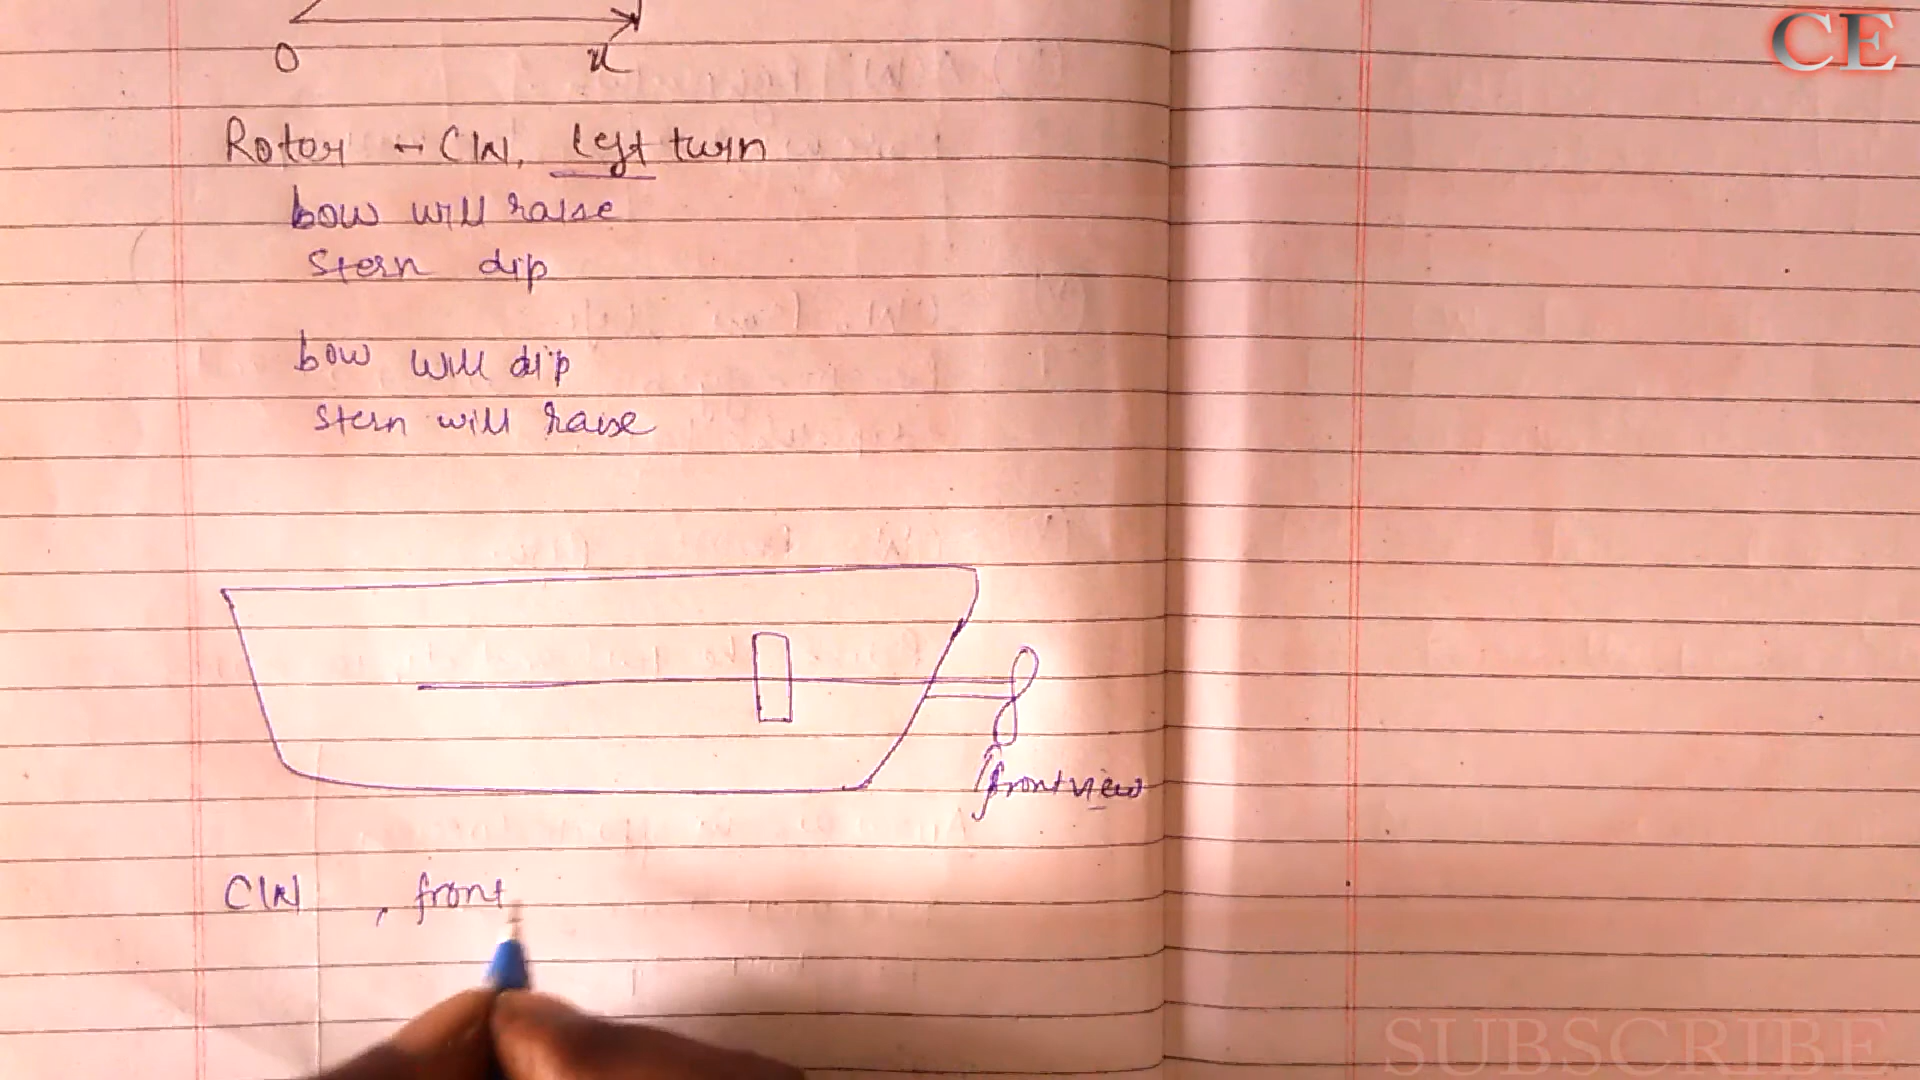 CE
O x
Rotor - CW, left turn
bow will raise
stern dip
bow will dip
stern will raise
front view
CW , front
SUBSCRIBE